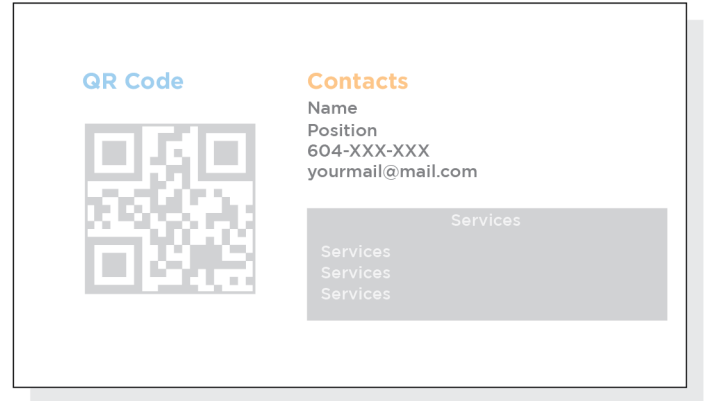 QR Code
Contacts
Name
Position
604-XXX-XXX
yourmail@mail.com
Services
Services
Services
Services